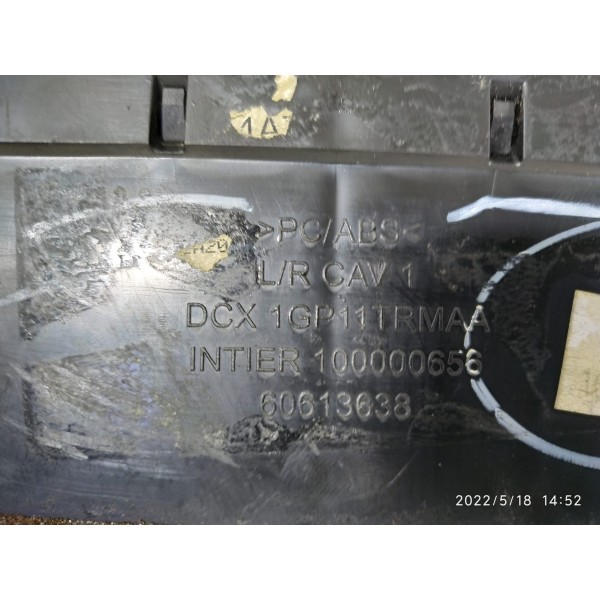 1A
>PC/ABS<
L/R CAV 1
DCX 1GP11TRMAA
INTIER 100000656
60613638
2022/5/18 14:52